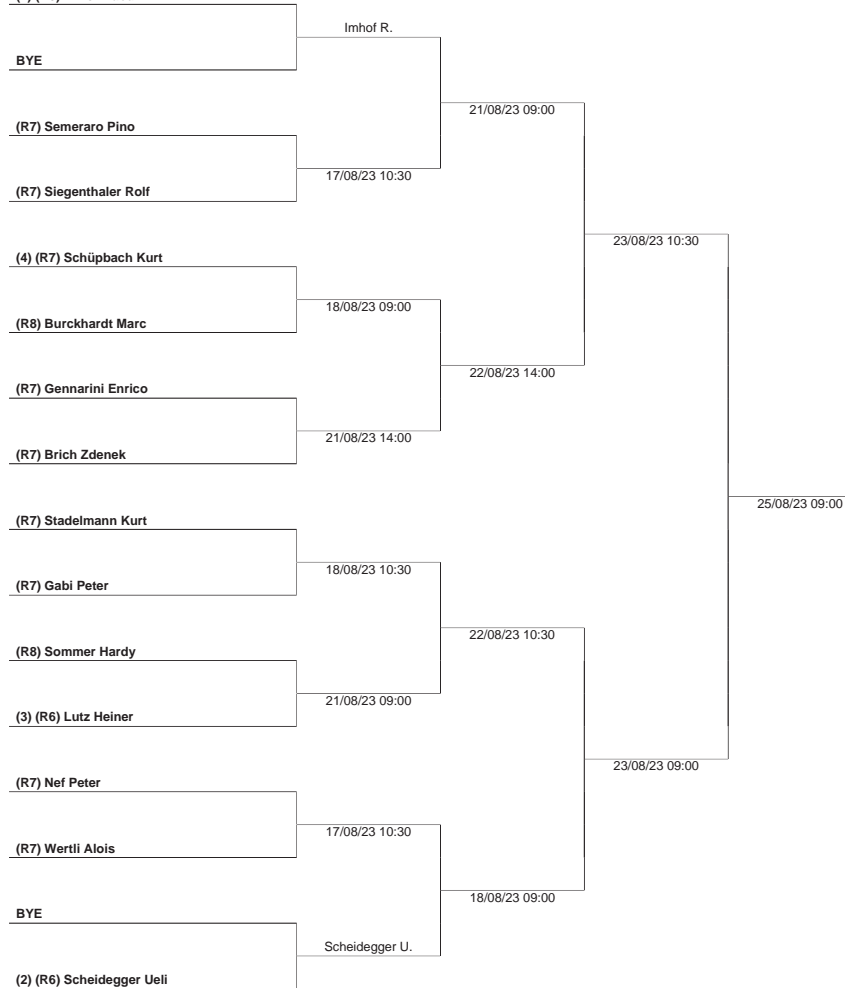 Imhof R.
BYE
21/08/23 09:00
(R7) Semeraro Pino
17/08/23 10:30
(R7) Siegenthaler Rolf
23/08/23 10:30
(4) (R7) Schüpbach Kurt
18/08/23 09:00
(R8) Burckhardt Marc
22/08/23 14:00
(R7) Gennarini Enrico
21/08/23 14:00
(R7) Brich Zdenek
25/08/23 09:00
(R7) Stadelmann Kurt
18/08/23 10:30
(R7) Gabi Peter
22/08/23 10:30
(R8) Sommer Hardy
21/08/23 09:00
(3) (R6) Lutz Heiner
23/08/23 09:00
(R7) Nef Peter
17/08/23 10:30
(R7) Wertli Alois
18/08/23 09:00
BYE
Scheidegger U.
(2) (R6) Scheidegger Ueli